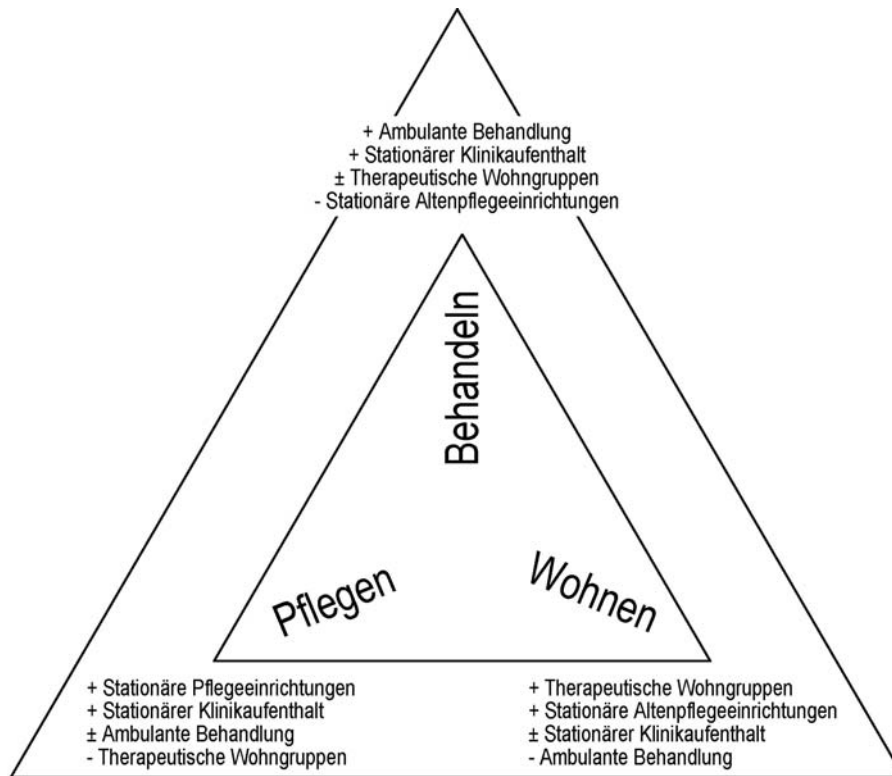 + Ambulante Behandlung
+ Stationärer Klinikaufenthalt
± Therapeutische Wohngruppen
- Stationäre Altenpflegeeinrichtungen
Behandeln
Pflegen
Wohnen
+ Stationäre Pflegeeinrichtungen
+ Stationärer Klinikaufenthalt
± Ambulante Behandlung
- Therapeutische Wohngruppen
+ Therapeutische Wohngruppen
+ Stationäre Altenpflegeeinrichtungen
± Stationärer Klinikaufenthalt
- Ambulante Behandlung